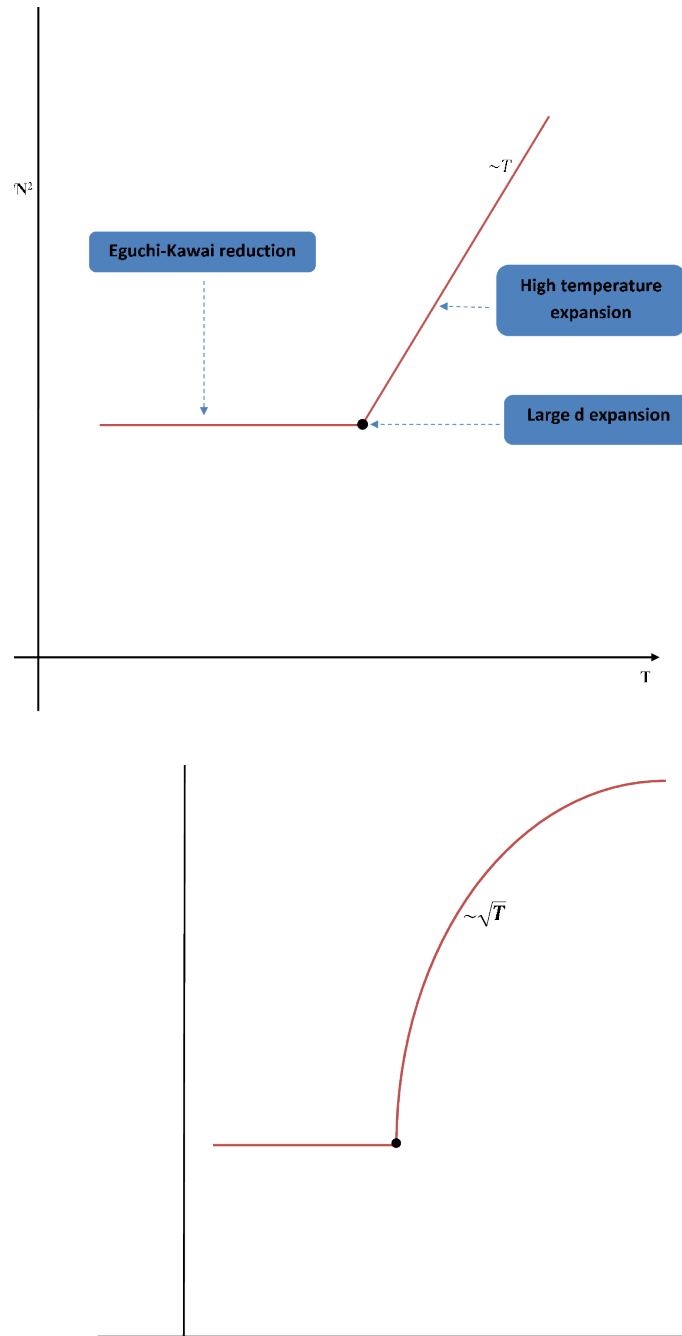 ~T
N²
Eguchi-Kawai reduction
High temperature
expansion
Large d expansion
T
~√T